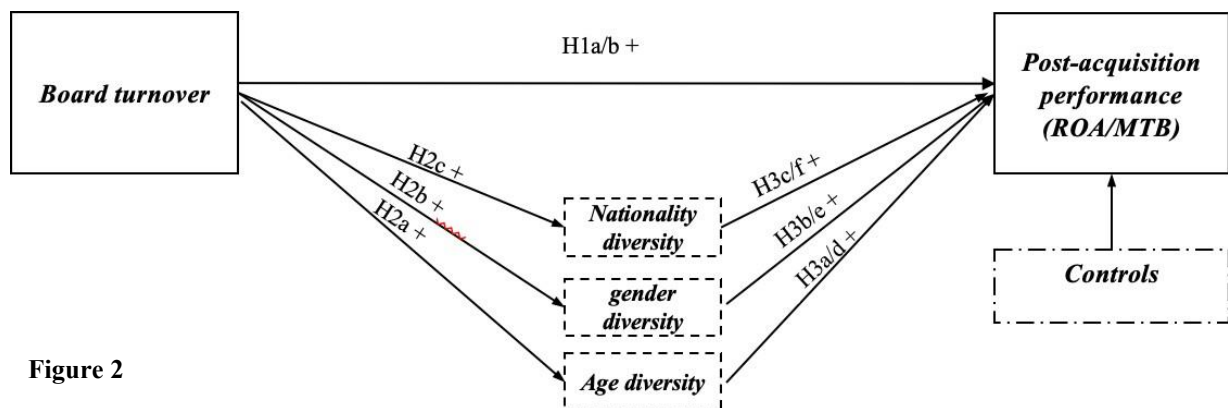 H1a/b +
Board turnover
Post-acquisition
performance
(ROA/MTB)
H2c +
H2b +
H2a +
Nationality
diversity
gender
diversity
Age diversity
H3c/f +
H3b/e +
H3a/d +
Controls
Figure 2